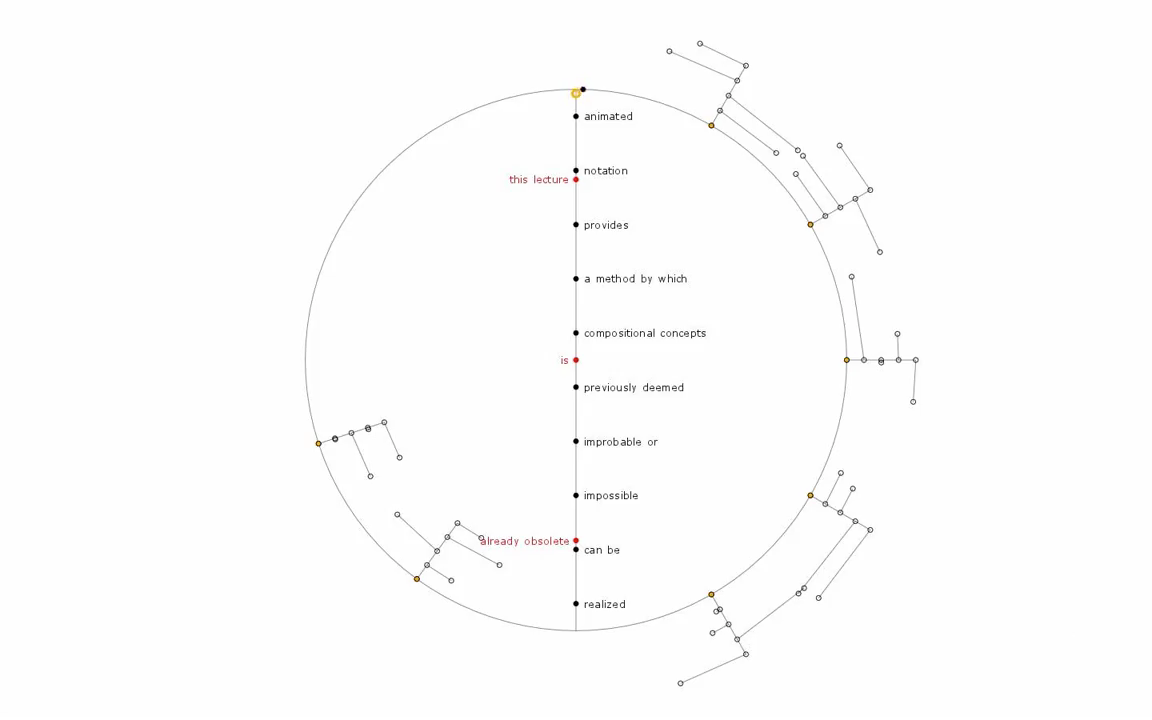 animated
notation
this lecture
provides
a method by which
compositional concepts
is
previously deemed
improbable or
impossible
already obsolete
can be
realized